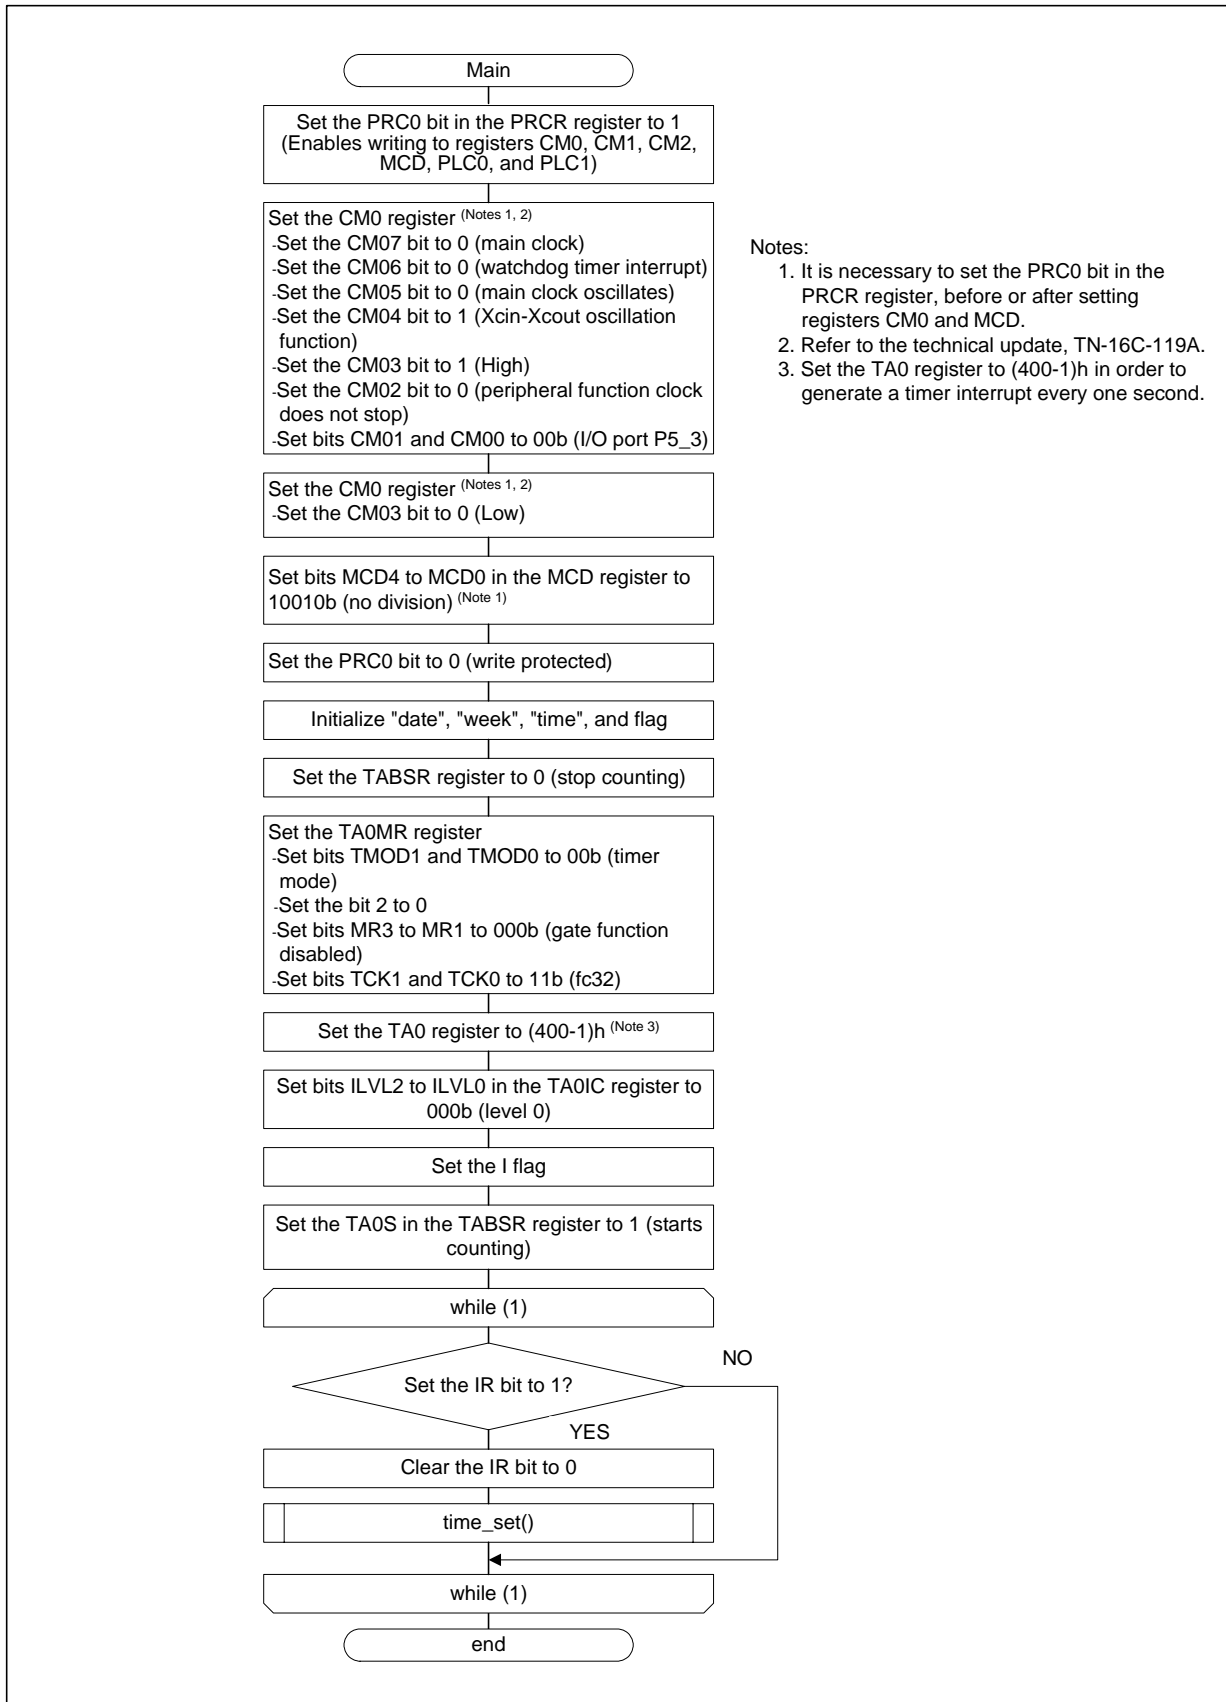 Main
Set the PRC0 bit in the PRCR register to 1
(Enables writing to registers CM0, CM1, CM2,
MCD, PLC0, and PLC1)
Set the CM0 register (Notes 1, 2)
-Set the CM07 bit to 0 (main clock)
-Set the CM06 bit to 0 (watchdog timer interrupt)
-Set the CM05 bit to 0 (main clock oscillates)
-Set the CM04 bit to 1 (Xcin-Xcout oscillation
function)
-Set the CM03 bit to 1 (High)
-Set the CM02 bit to 0 (peripheral function clock
does not stop)
-Set bits CM01 and CM00 to 00b (I/O port P5_3)
Notes:
1. It is necessary to set the PRC0 bit in the
PRCR register, before or after setting
registers CM0 and MCD.
2. Refer to the technical update, TN-16C-119A.
3. Set the TA0 register to (400-1)h in order to
generate a timer interrupt every one second.
Set the CM0 register (Notes 1, 2)
-Set the CM03 bit to 0 (Low)
Set bits MCD4 to MCD0 in the MCD register to
10010b (no division) (Note 1)
Set the PRC0 bit to 0 (write protected)
Initialize "date", "week", "time", and flag
Set the TABSR register to 0 (stop counting)
Set the TA0MR register
-Set bits TMOD1 and TMOD0 to 00b (timer
mode)
-Set the bit 2 to 0
-Set bits MR3 to MR1 to 000b (gate function
disabled)
-Set bits TCK1 and TCK0 to 11b (fc32)
Set the TA0 register to (400-1)h (Note 3)
Set bits ILVL2 to ILVL0 in the TA0IC register to
000b (level 0)
Set the I flag
Set the TA0S in the TABSR register to 1 (starts
counting)
while (1)
NO
Set the IR bit to 1?
YES
Clear the IR bit to 0
time_set()
while (1)
end